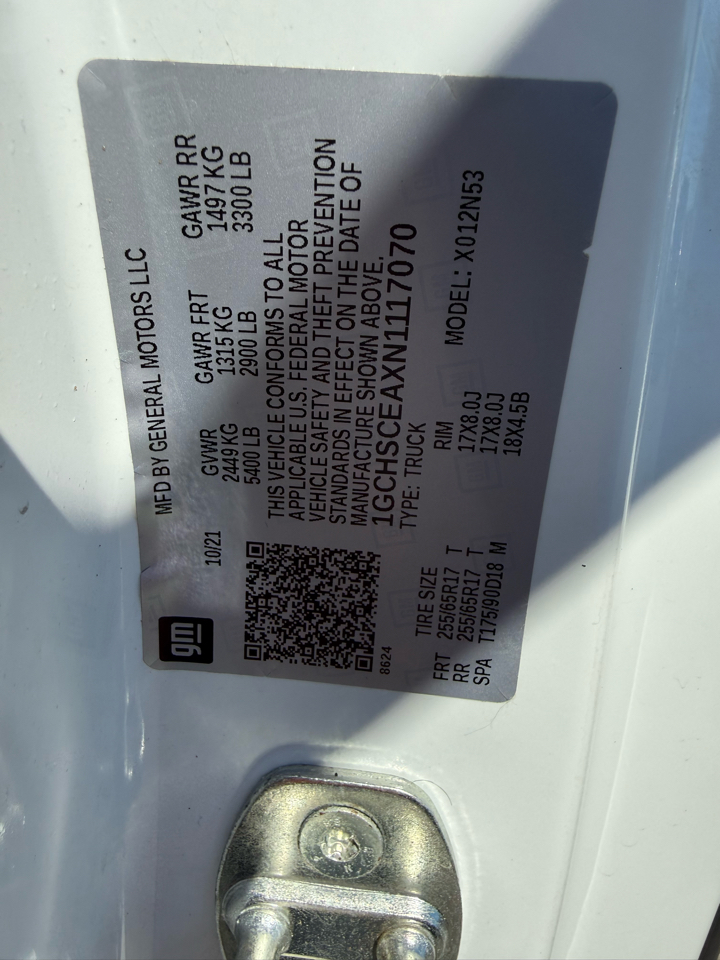 MFD BY GENERAL MOTORS LLC
gm
10/21
GVWR GAWR FRT GAWR RR
2449 KG 1315 KG 1497 KG
5400 LB 2900 LB 3300 LB
THIS VEHICLE CONFORMS TO ALL
APPLICABLE U.S. FEDERAL MOTOR
VEHICLE SAFETY AND THEFT PREVENTION
STANDARDS IN EFFECT ON THE DATE OF
MANUFACTURE SHOWN ABOVE.
1GCHSCEAXN1117070
8624
TYPE: TRUCK
MODEL: X012N53
TIRE SIZE RIM
FRT 255/65R17 T 17X8.0J
RR 255/65R17 T 17X8.0J
SPA T175/90D18 M 18X4.5B